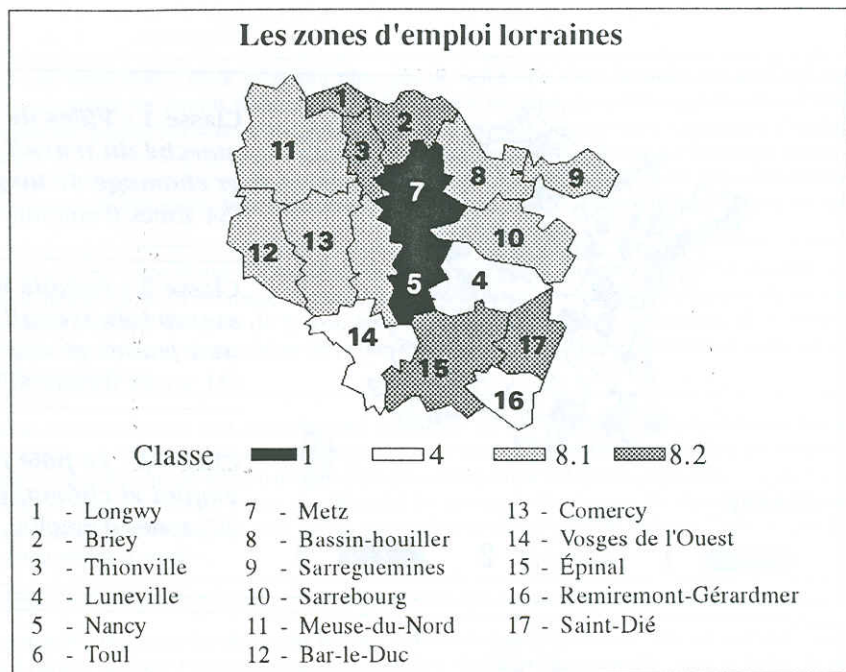 Les zones d'emploi lorraines
1
2
3
11
7
8
9
12
13
10
5
4
14
15
17
16
Classe 1 4 8.1 8.2
1 - Longwy
2 - Briey
3 - Thionville
4 - Luneville
5 - Nancy
6 - Toul
7 - Metz
8 - Bassin-houiller
9 - Sarreguemines
10 - Sarrebourg
11 - Meuse-du-Nord
12 - Bar-le-Duc
13 - Comercy
14 - Vosges de l'Ouest
15 - Épinal
16 - Remiremont-Gérardmer
17 - Saint-Dié